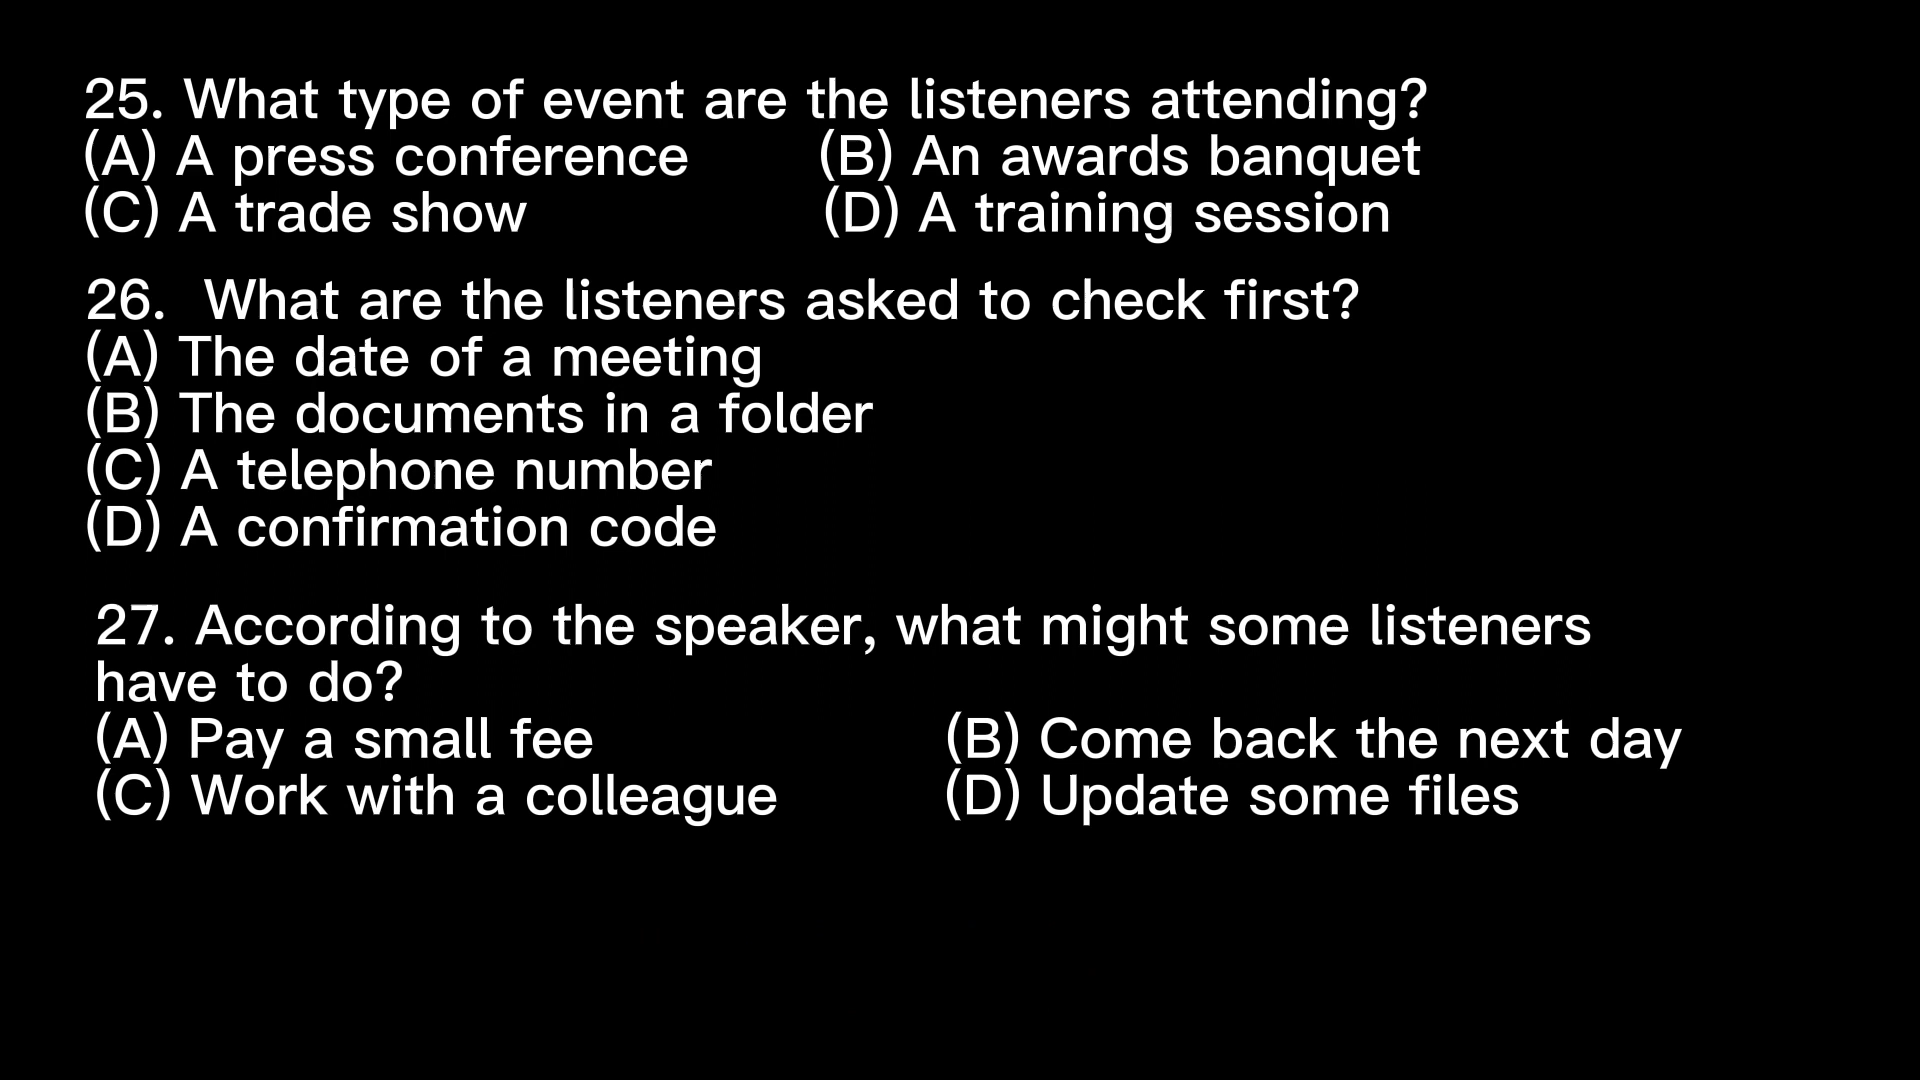 25. What type of event are the listeners attending?
(A) A press conference (B) An awards banquet
(C) A trade show (D) A training session
26. What are the listeners asked to check first?
(A) The date of a meeting
(B) The documents in a folder
(C) A telephone number
(D) A confirmation code
27. According to the speaker, what might some listeners
have to do?
(A) Pay a small fee (B) Come back the next day
(C) Work with a colleague (D) Update some files